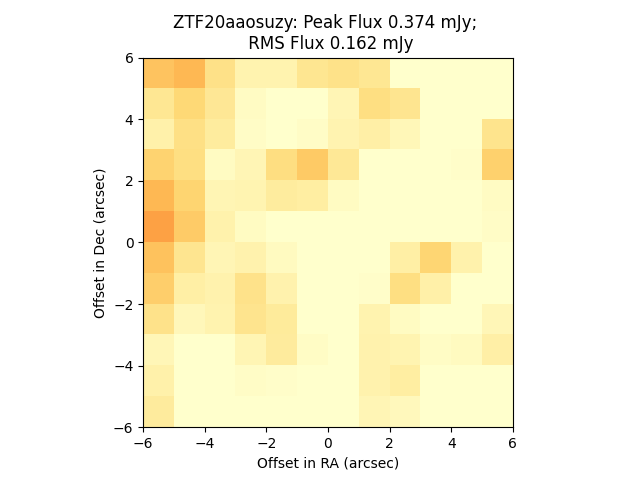 ZTF20aaosuzy: Peak Flux 0.374 mJy;
RMS Flux 0.162 mJy
6
4
2
0
−2
−4
−6
Offset in Dec (arcsec)
−6 −4 −2 0 2 4 6
Offset in RA (arcsec)